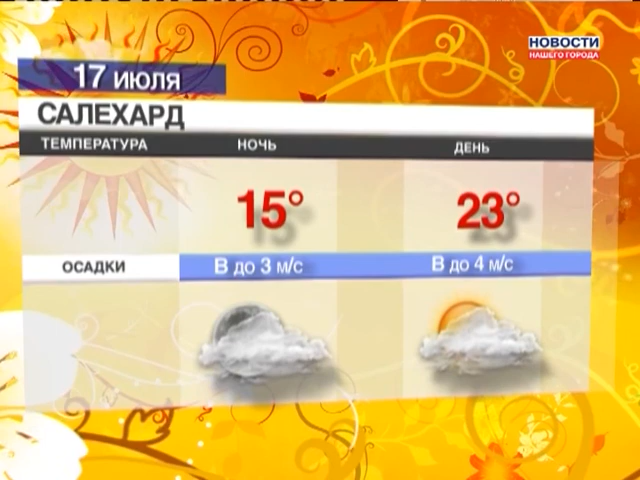 НОВОСТИ
НАШЕГО ГОРОДА
17 ИЮЛЯ
САЛЕХАРД
ТЕМПЕРАТУРА НОЧЬ ДЕНЬ
15° 23°
ОСАДКИ В ДО 3 М/С В ДО 4 М/С